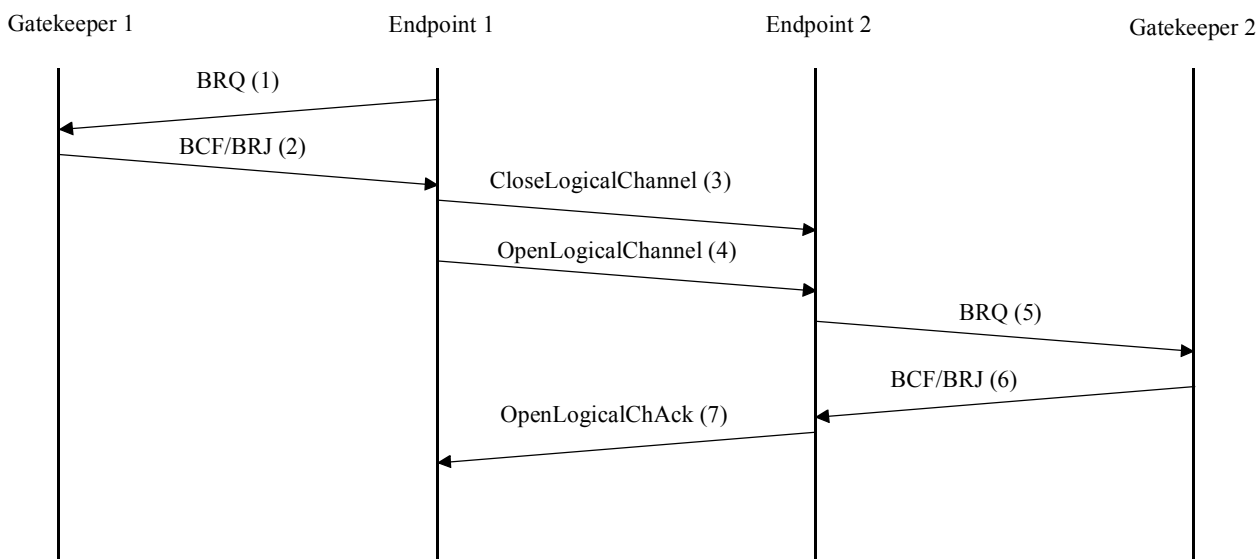 Gatekeeper 1
Endpoint 1
Endpoint 2
Gatekeeper 2
BRQ (1)
BCF/BRJ (2)
CloseLogicalChannel (3)
OpenLogicalChannel (4)
BRQ (5)
BCF/BRJ (6)
OpenLogicalChAck (7)